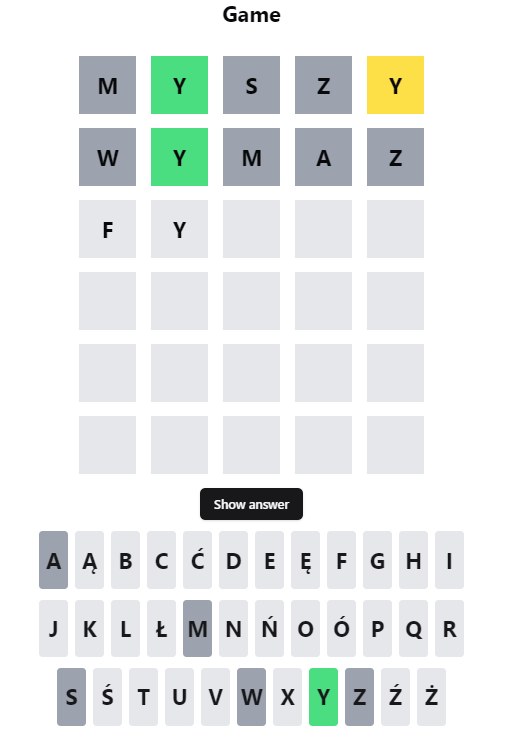 Game
M Y S Z Y
W Y M A Z
F Y
Show answer
A Ą B C Ć D E Ę F G H I
J K L Ł M N Ń O Ó P Q R
S Ś T U V W X Y Z Ź Ż